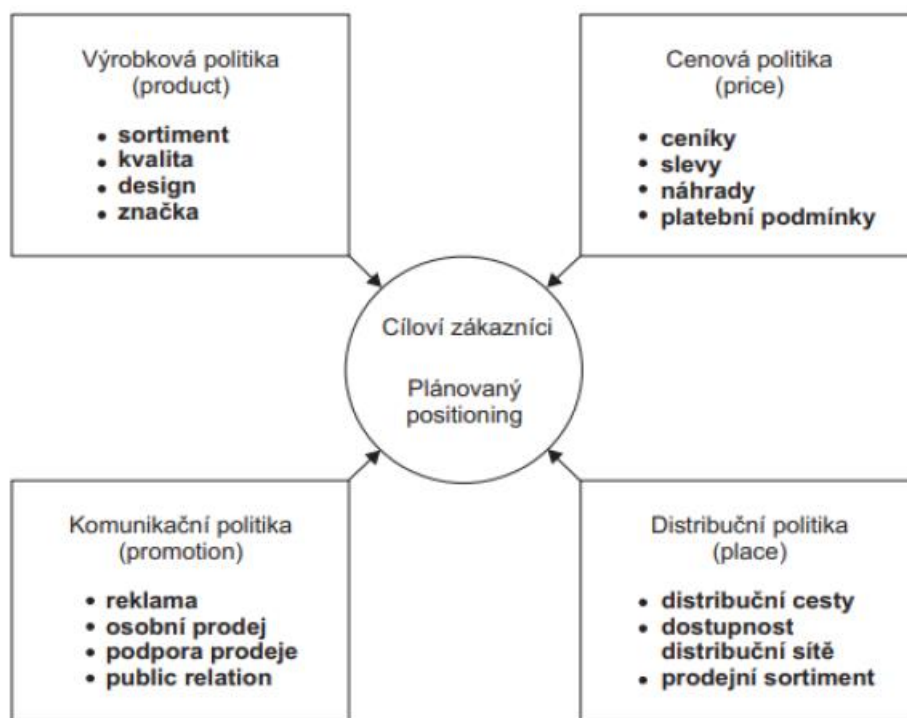 Výrobková politika
(product)
• sortiment
• kvalita
• design
• značka
Cenová politika
(price)
• ceníky
• slevy
• náhrady
• platební podmínky
Cíloví zákazníci
Plánovaný
positioning
Komunikační politika
(promotion)
• reklama
• osobní prodej
• podpora prodeje
• public relation
Distribuční politika
(place)
• distribuční cesty
• dostupnost
distribuční sítě
• prodejní sortiment